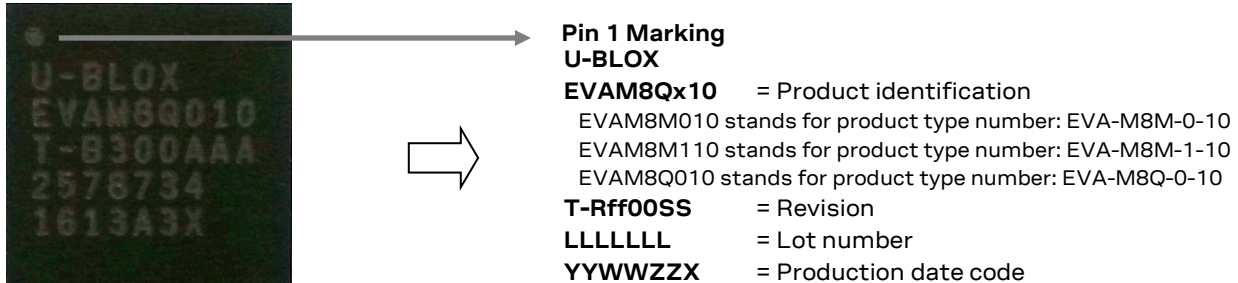 U-BLOX
EVAM8Q010
T-B300AAA
2578734
1613A3X
Pin 1 Marking
U-BLOX
EVAM8Qx10 = Product identification
EVAM8M010 stands for product type number: EVA-M8M-0-10
EVAM8M110 stands for product type number: EVA-M8M-1-10
EVAM8Q010 stands for product type number: EVA-M8Q-0-10
T-Rff00SS = Revision
LLLLLLL = Lot number
YYWWZZX = Production date code